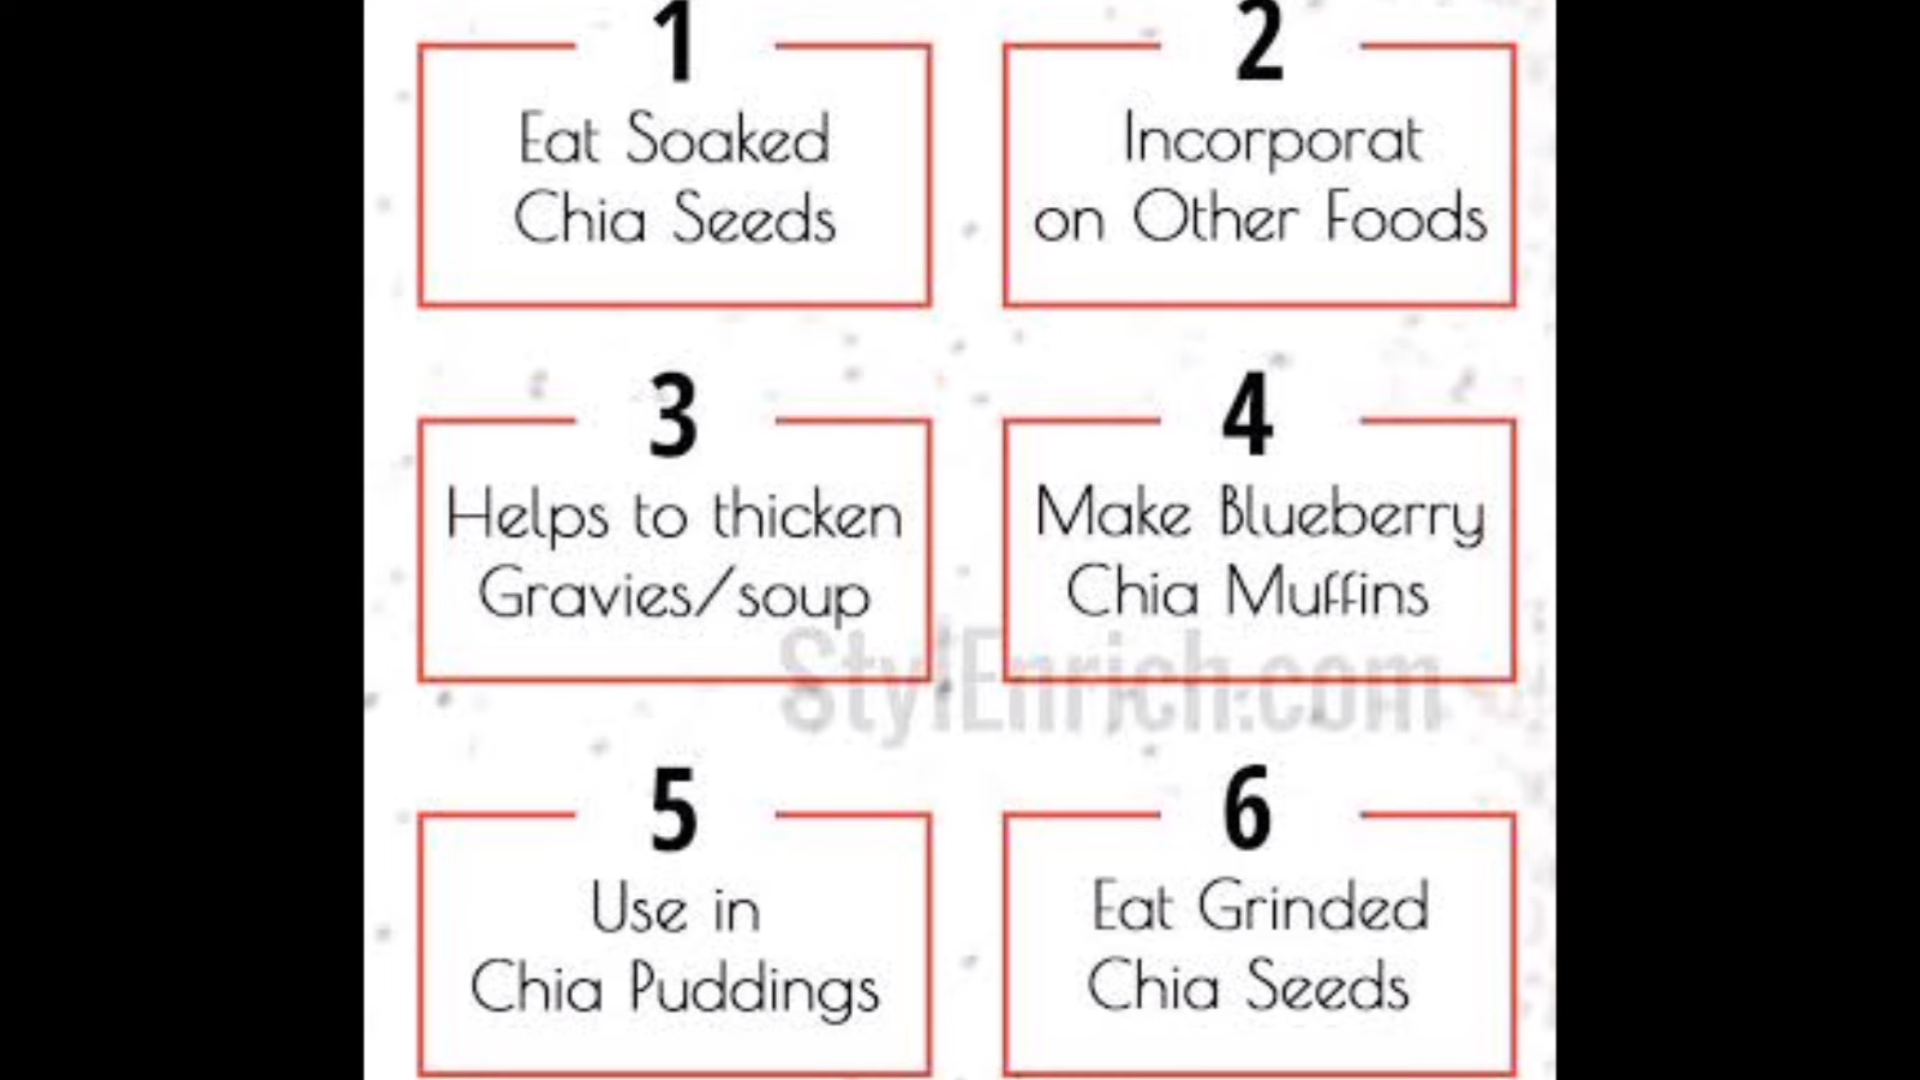 1
Eat Soaked
Chia Seeds
2
Incorporat
on Other Foods
3
Helps to thicken
Gravies/soup
4
Make Blueberry
Chia Muffins
StylEnrich.com
5
Use in
Chia Puddings
6
Eat Grinded
Chia Seeds